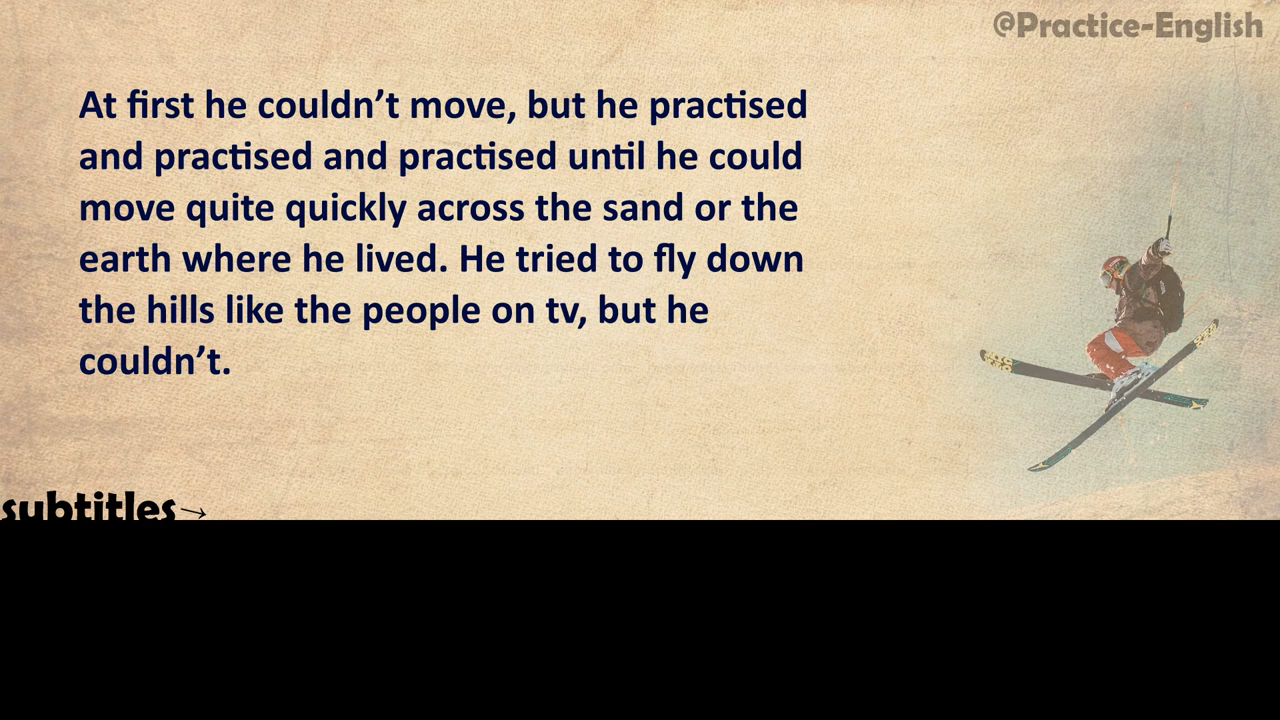 @Practice-English
At first he couldn’t move, but he practised
and practised and practised until he could
move quite quickly across the sand or the
earth where he lived. He tried to fly down
the hills like the people on tv, but he
couldn’t.
subtitles→